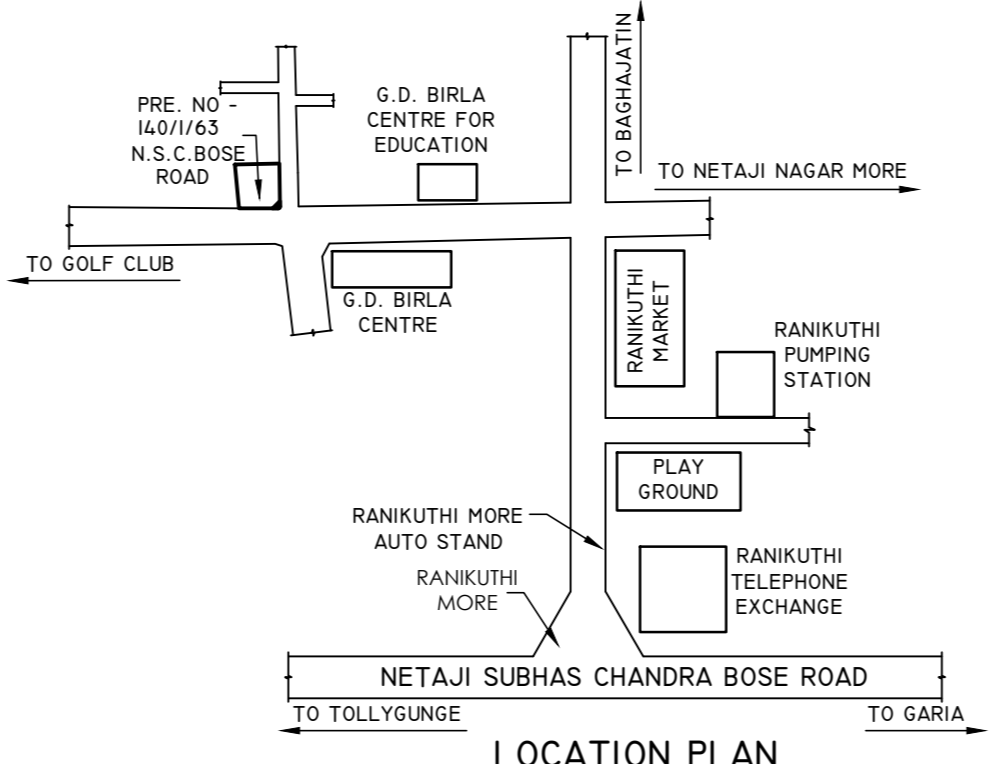 TO BAGHAJATIN
PRE. NO -
140/1/63
N.S.C.BOSE
ROAD
G.D. BIRLA
CENTRE FOR
EDUCATION
TO NETAJI NAGAR MORE
TO GOLF CLUB
G.D. BIRLA
CENTRE
RANIKUTHI
MARKET
RANIKUTHI
PUMPING
STATION
PLAY
GROUND
RANIKUTHI MORE
AUTO STAND
RANIKUTHI
MORE
RANIKUTHI
TELEPHONE
EXCHANGE
NETAJI SUBHAS CHANDRA BOSE ROAD
TO TOLLYGUNGE
TO GARIA
LOCATION PLAN